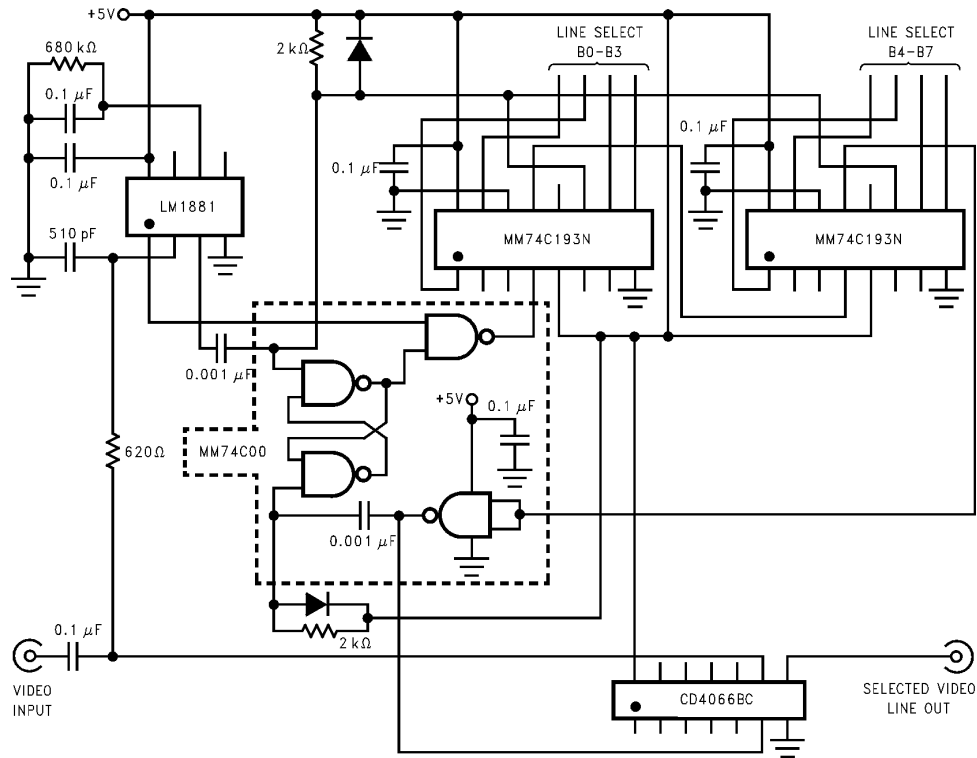 +5V
680 kΩ
0.1 μF
0.1 μF
510 pF
LM1881
2 kΩ
LINE SELECT
B0-B3
LINE SELECT
B4-B7
0.1 μF
0.1 μF
MM74C193N
MM74C193N
0.001 μF
+5V
0.1 μF
MM74C00
620Ω
0.001 μF
2 kΩ
0.1 μF
VIDEO
INPUT
CD4066BC
SELECTED VIDEO
LINE OUT